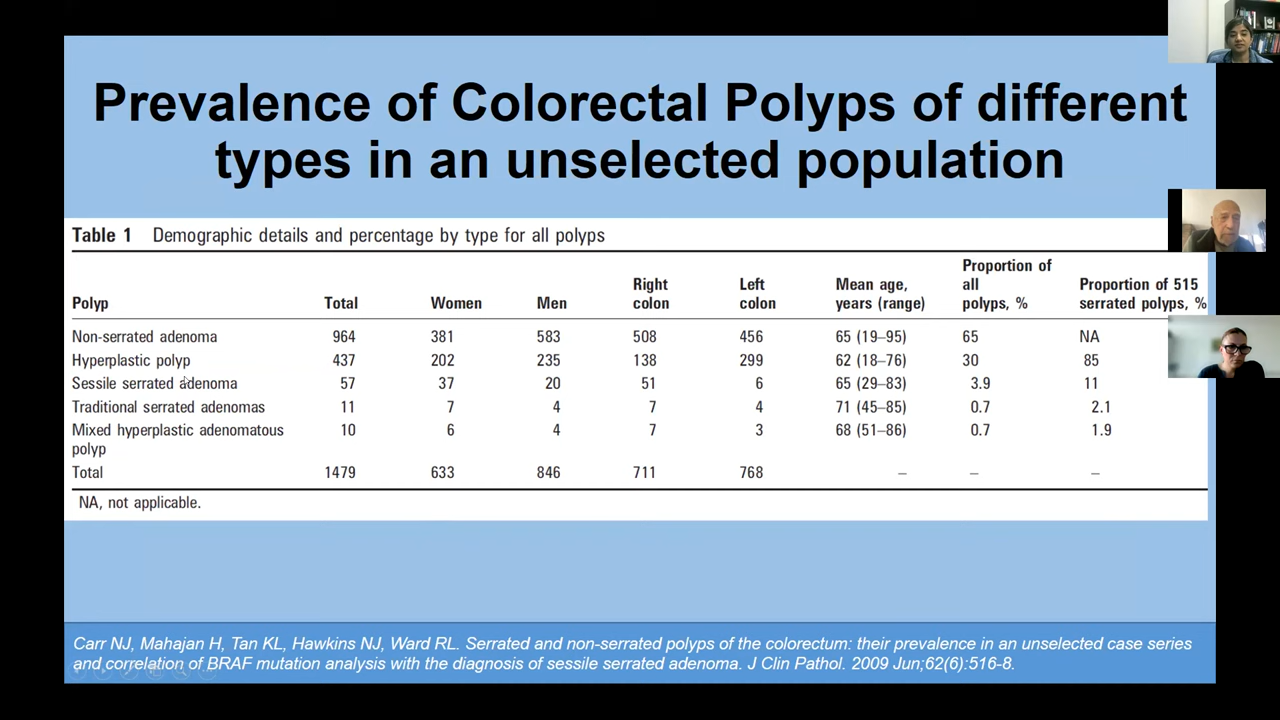 Prevalence of Colorectal Polyps of different
types in an unselected population
Table 1 Demographic details and percentage by type for all polyps
Polyp Total Women Men Right colon Left colon Mean age, years (range) Proportion of all polyps, % Proportion of 515 serrated polyps, %
Non-serrated adenoma 964 381 583 508 456 65 (19–95) 65 NA
Hyperplastic polyp 437 202 235 138 299 62 (18–76) 30 85
Sessile serrated adenoma 57 37 20 51 6 65 (29–83) 3.9 11
Traditional serrated adenomas 11 7 4 7 4 71 (45–85) 0.7 2.1
Mixed hyperplastic adenomatous polyp 10 6 4 7 3 68 (51–86) 0.7 1.9
Total 1479 633 846 711 768 – – –
NA, not applicable.
Carr NJ, Mahajan H, Tan KL, Hawkins NJ, Ward RL. Serrated and non-serrated polyps of the colorectum: their prevalence in an unselected case series
and correlation of BRAF mutation analysis with the diagnosis of sessile serrated adenoma. J Clin Pathol. 2009 Jun;62(6):516-8.